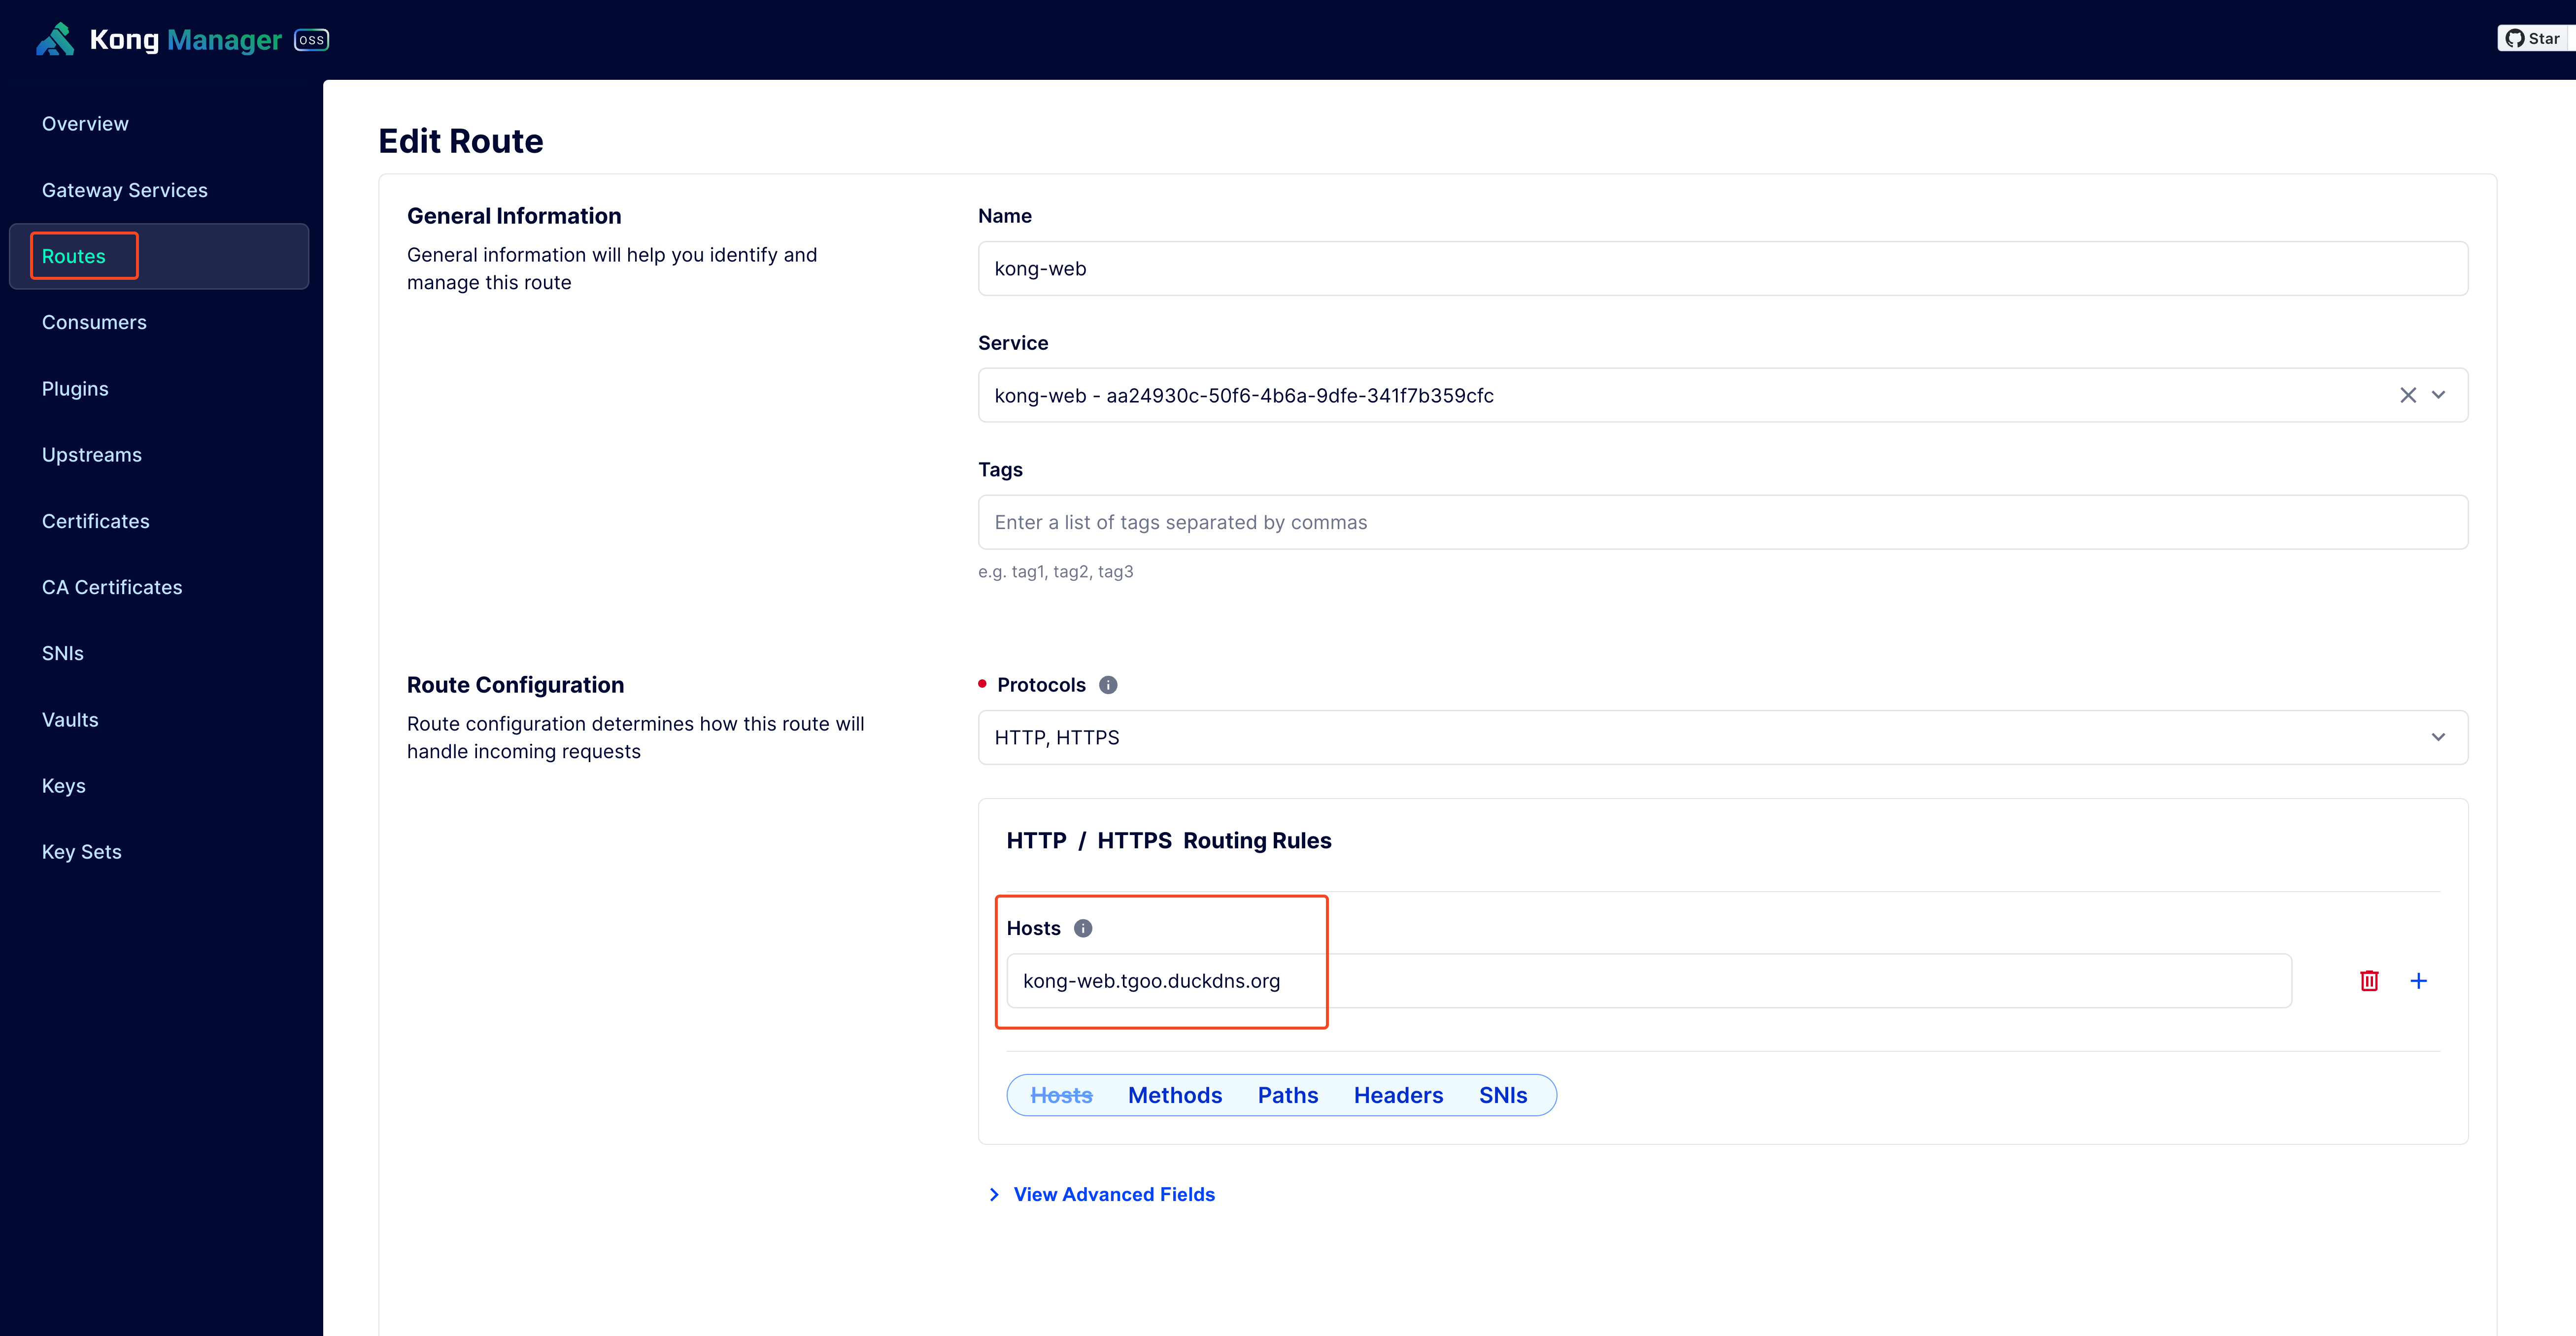 Kong Manager OSS
Star
Overview
Gateway Services
Routes
Consumers
Plugins
Upstreams
Certificates
CA Certificates
SNIs
Vaults
Keys
Key Sets
Edit Route
General Information
General information will help you identify and
manage this route
Name
kong-web
Service
kong-web - aa24930c-50f6-4b6a-9dfe-341f7b359cfc
Tags
Enter a list of tags separated by commas
e.g. tag1, tag2, tag3
Route Configuration
Route configuration determines how this route will
handle incoming requests
Protocols
HTTP, HTTPS
HTTP / HTTPS Routing Rules
Hosts
kong-web.tgoo.duckdns.org
Hosts Methods Paths Headers SNIs
View Advanced Fields